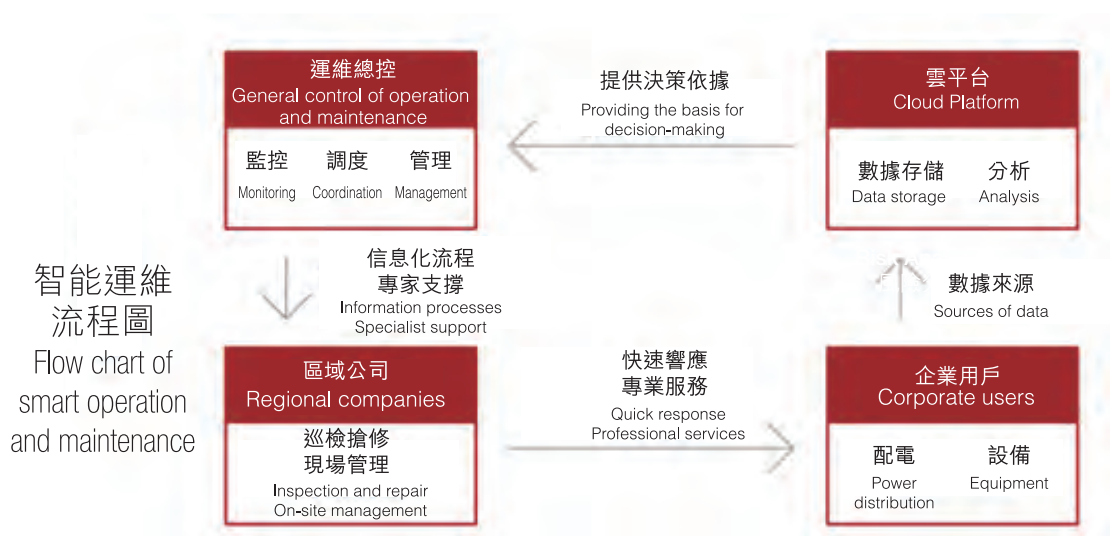 智能運維
流程圖
Flow chart of
smart operation
and maintenance
運維總控
General control of operation
and maintenance
監控 調度 管理
Monitoring Coordination Management
提供決策依據
Providing the basis for
decision-making
雲平台
Cloud Platform
數據存儲 分析
Data storage Analysis
信息化流程
專家支撐
Information processes
Specialist support
數據來源
Sources of data
區域公司
Regional companies
巡檢搶修
現場管理
Inspection and repair
On-site management
快速響應
專業服務
Quick response
Professional services
企業用戶
Corporate users
配電 設備
Power Equipment
distribution